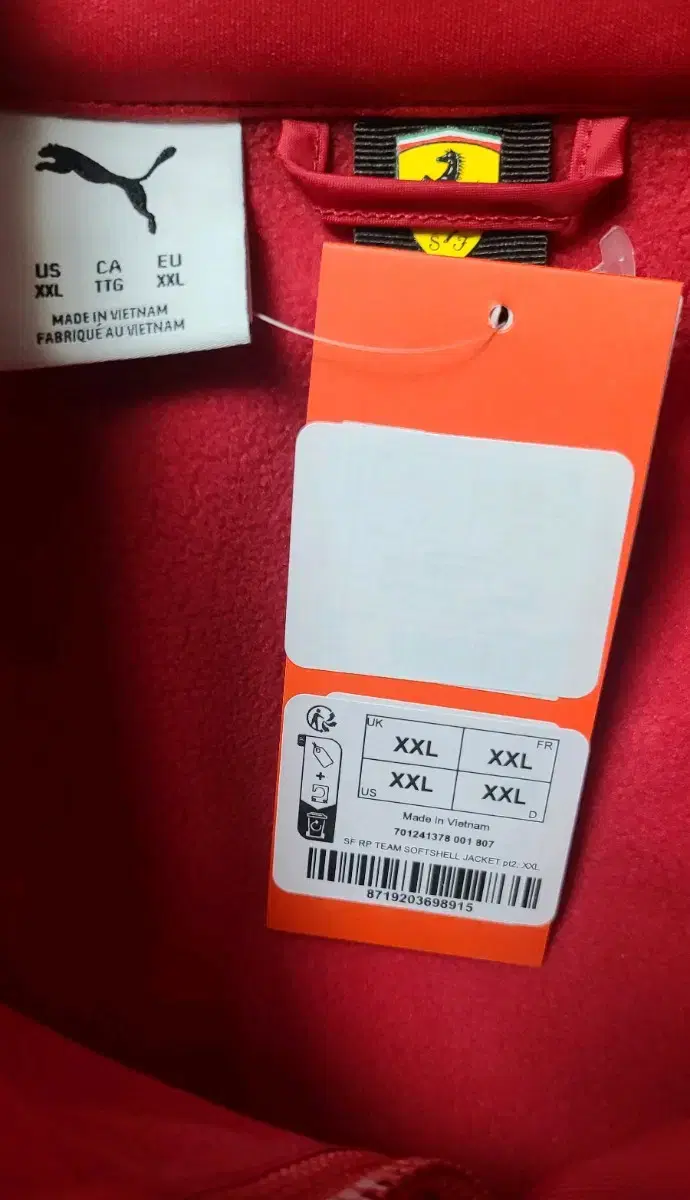 US CA EU
XXL TTG XXL
MADE IN VIETNAM
FABRIQUÉ AU VIETNAM
S F
UK XXL XXL FR
US XXL XXL D
Made in Vietnam
701241378 001 807
SF RP TEAM SOFTSHELL JACKET pt2, XXL
8719203698915